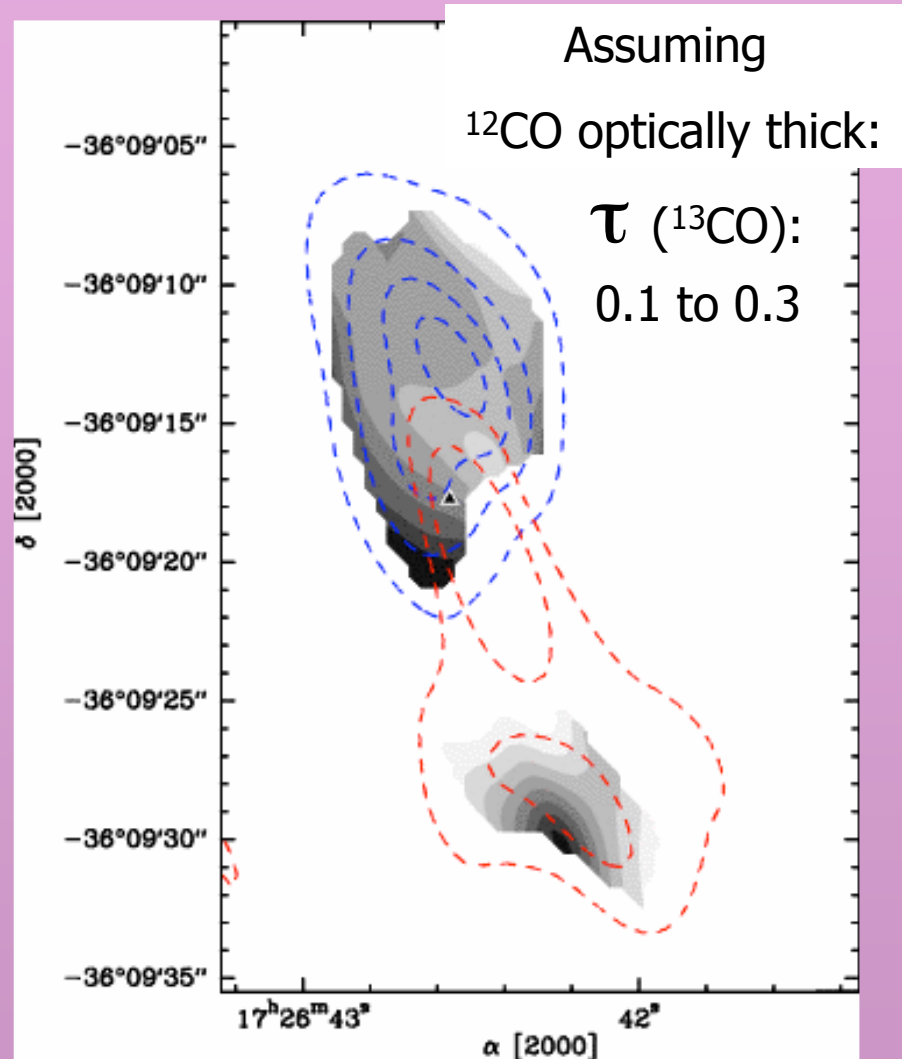 Assuming
¹²CO optically thick:
τ (¹³CO):
0.1 to 0.3
−36°09′05″
−36°09′10″
−36°09′15″
−36°09′20″
−36°09′25″
−36°09′30″
−36°09′35″
δ [2000]
17ʰ26ᵐ43ˢ
42ˢ
α [2000]